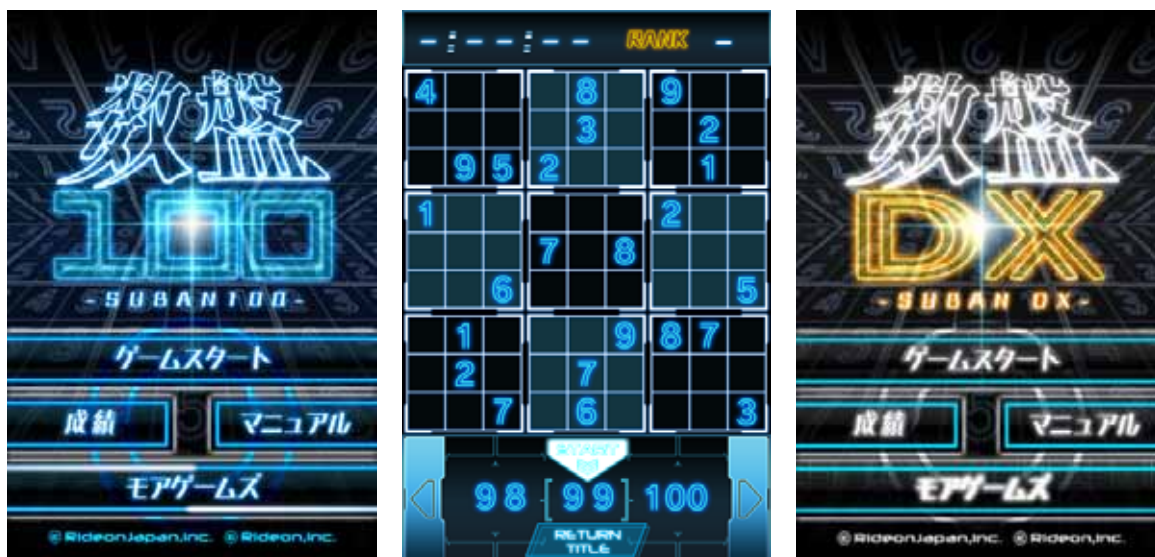 数盤
100
-SUBAN100-
ゲームスタート
成績 マニュアル
モアゲームズ
©RideonJapan,Inc. ©Rideon,Inc.
-:--:-- RANK -
4 8 9
3 2
9 5 2 1
1 2
7 8
6 5
1 9 8 7
2 7
7 6 3
START
98 [99] 100
RETURN
TITLE
数盤
DX
-SUBAN DX-
ゲームスタート
成績 マニュアル
モアゲームズ
©RideonJapan,Inc. ©Rideon,Inc.